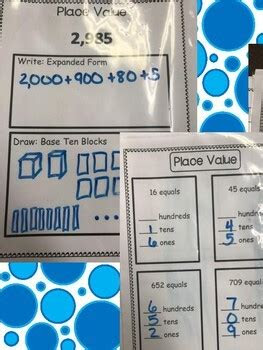 Place Value
2,985
Write: Expanded Form
2,000+900+80+5
Draw: Base Ten Blocks
Place Value
16 equals
___ hundreds
1 tens
6 ones
45 equals
___ hundreds
4 tens
5 ones
652 equals
6 hundreds
5 tens
2 ones
709 equals
7 hundreds
0 tens
9 ones